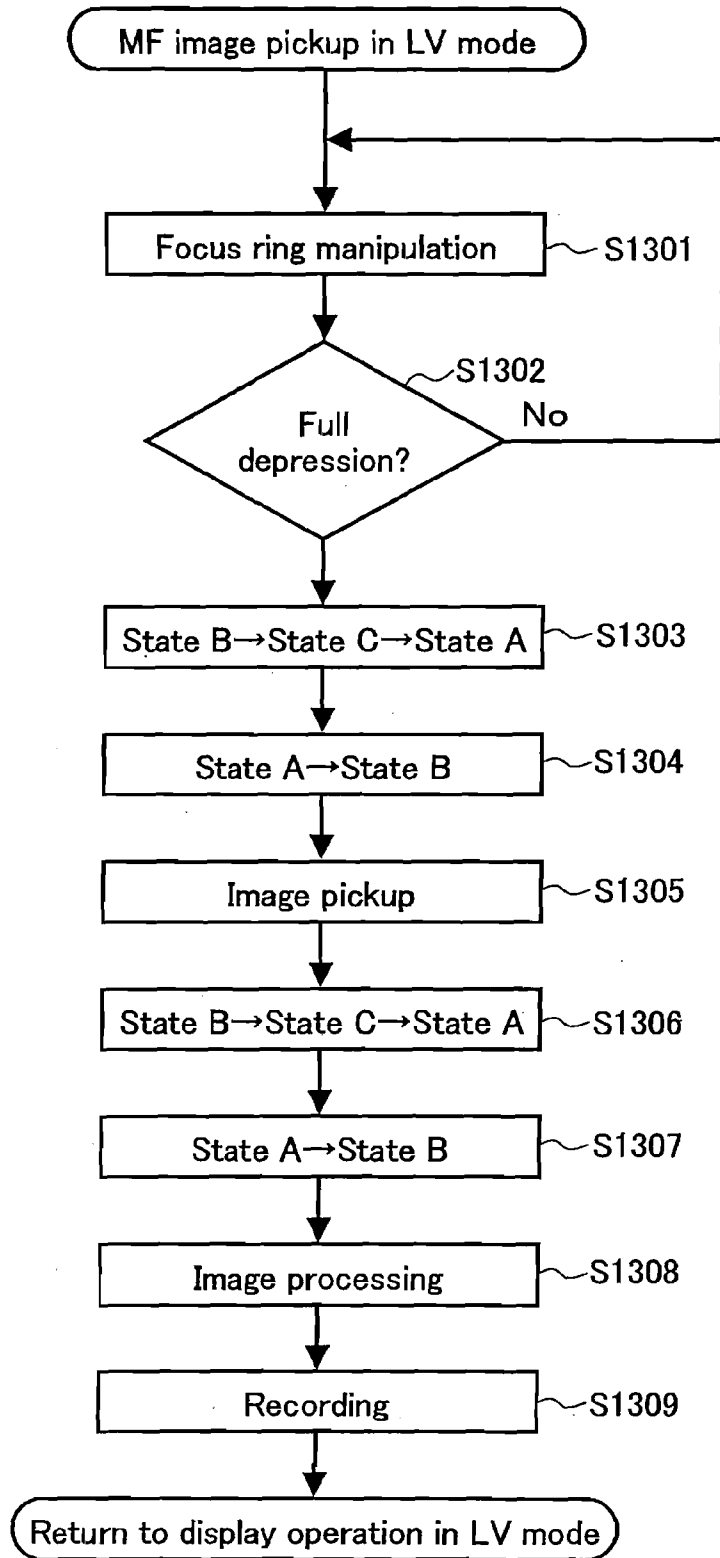 MF image pickup in LV mode
Focus ring manipulation
S1301
S1302
Full
depression?
No
State B→State C→State A
S1303
State A→State B
S1304
Image pickup
S1305
State B→State C→State A
S1306
State A→State B
S1307
Image processing
S1308
Recording
S1309
Return to display operation in LV mode